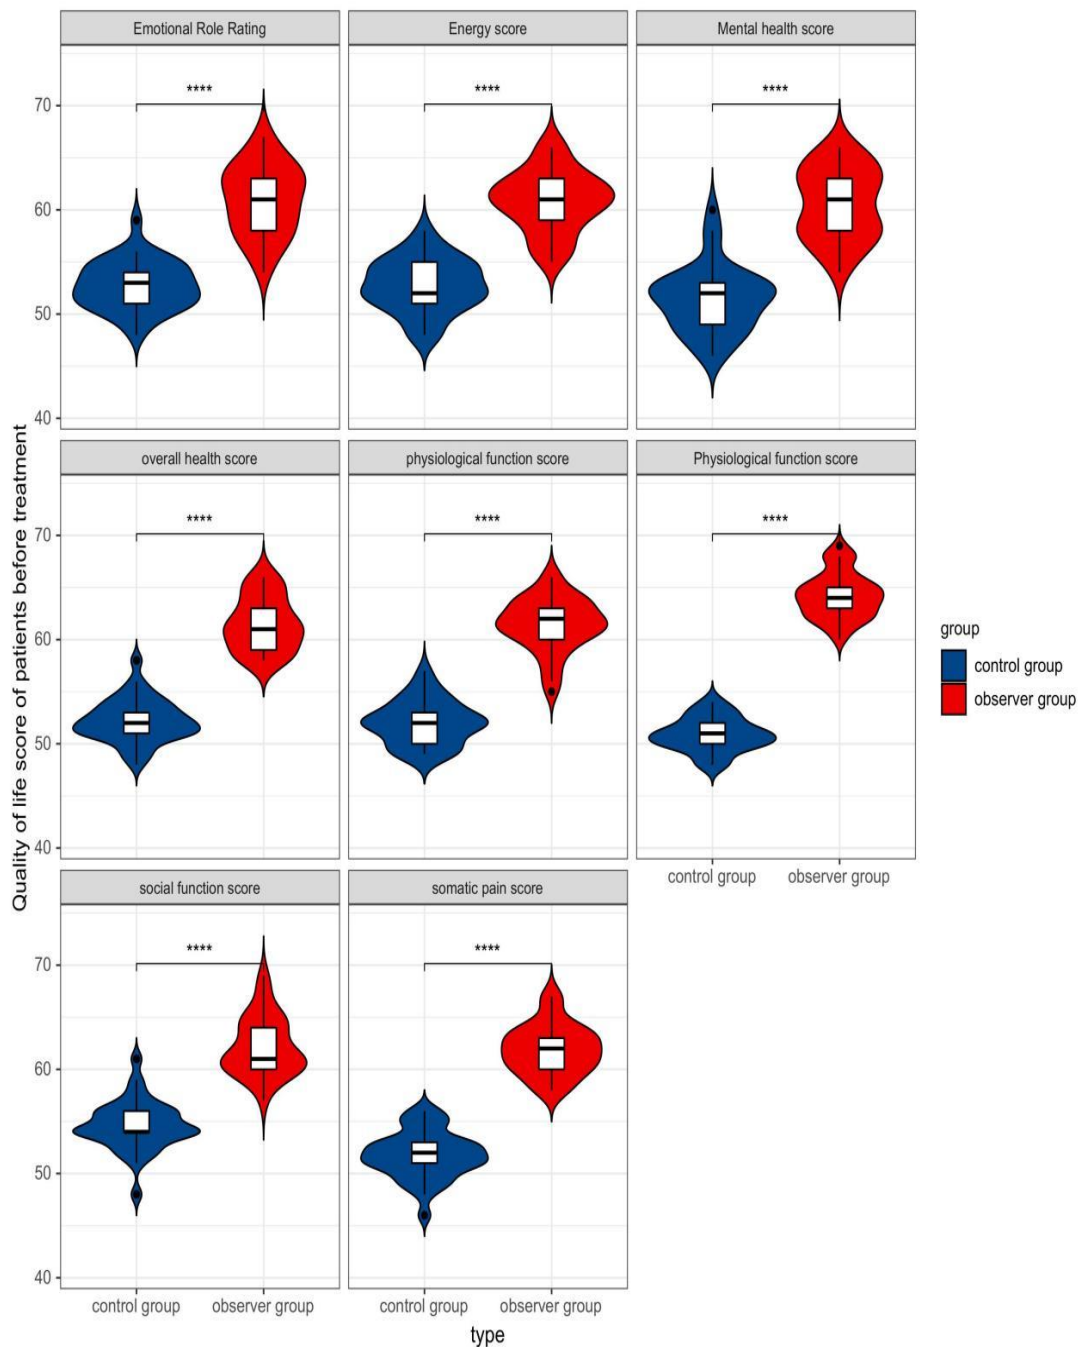 Emotional Role Rating
Energy score
Mental health score
****
****
****
70
60
50
40
overall health score
physiological function score
Physiological function score
****
****
****
70
60
50
40
control group
observer group
social function score
somatic pain score
****
****
70
60
50
40
control group
observer group
control group
observer group
type
Quality of life score of patients before treatment
group
control group
observer group